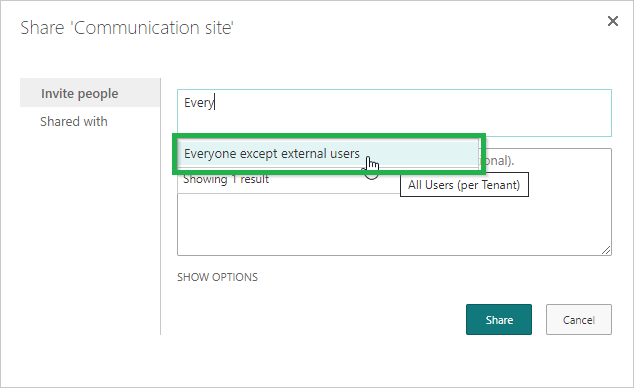 Share 'Communication site'
Invite people
Shared with
Every
Everyone except external users
onal).
Showing 1 result
All Users (per Tenant)
SHOW OPTIONS
Share
Cancel